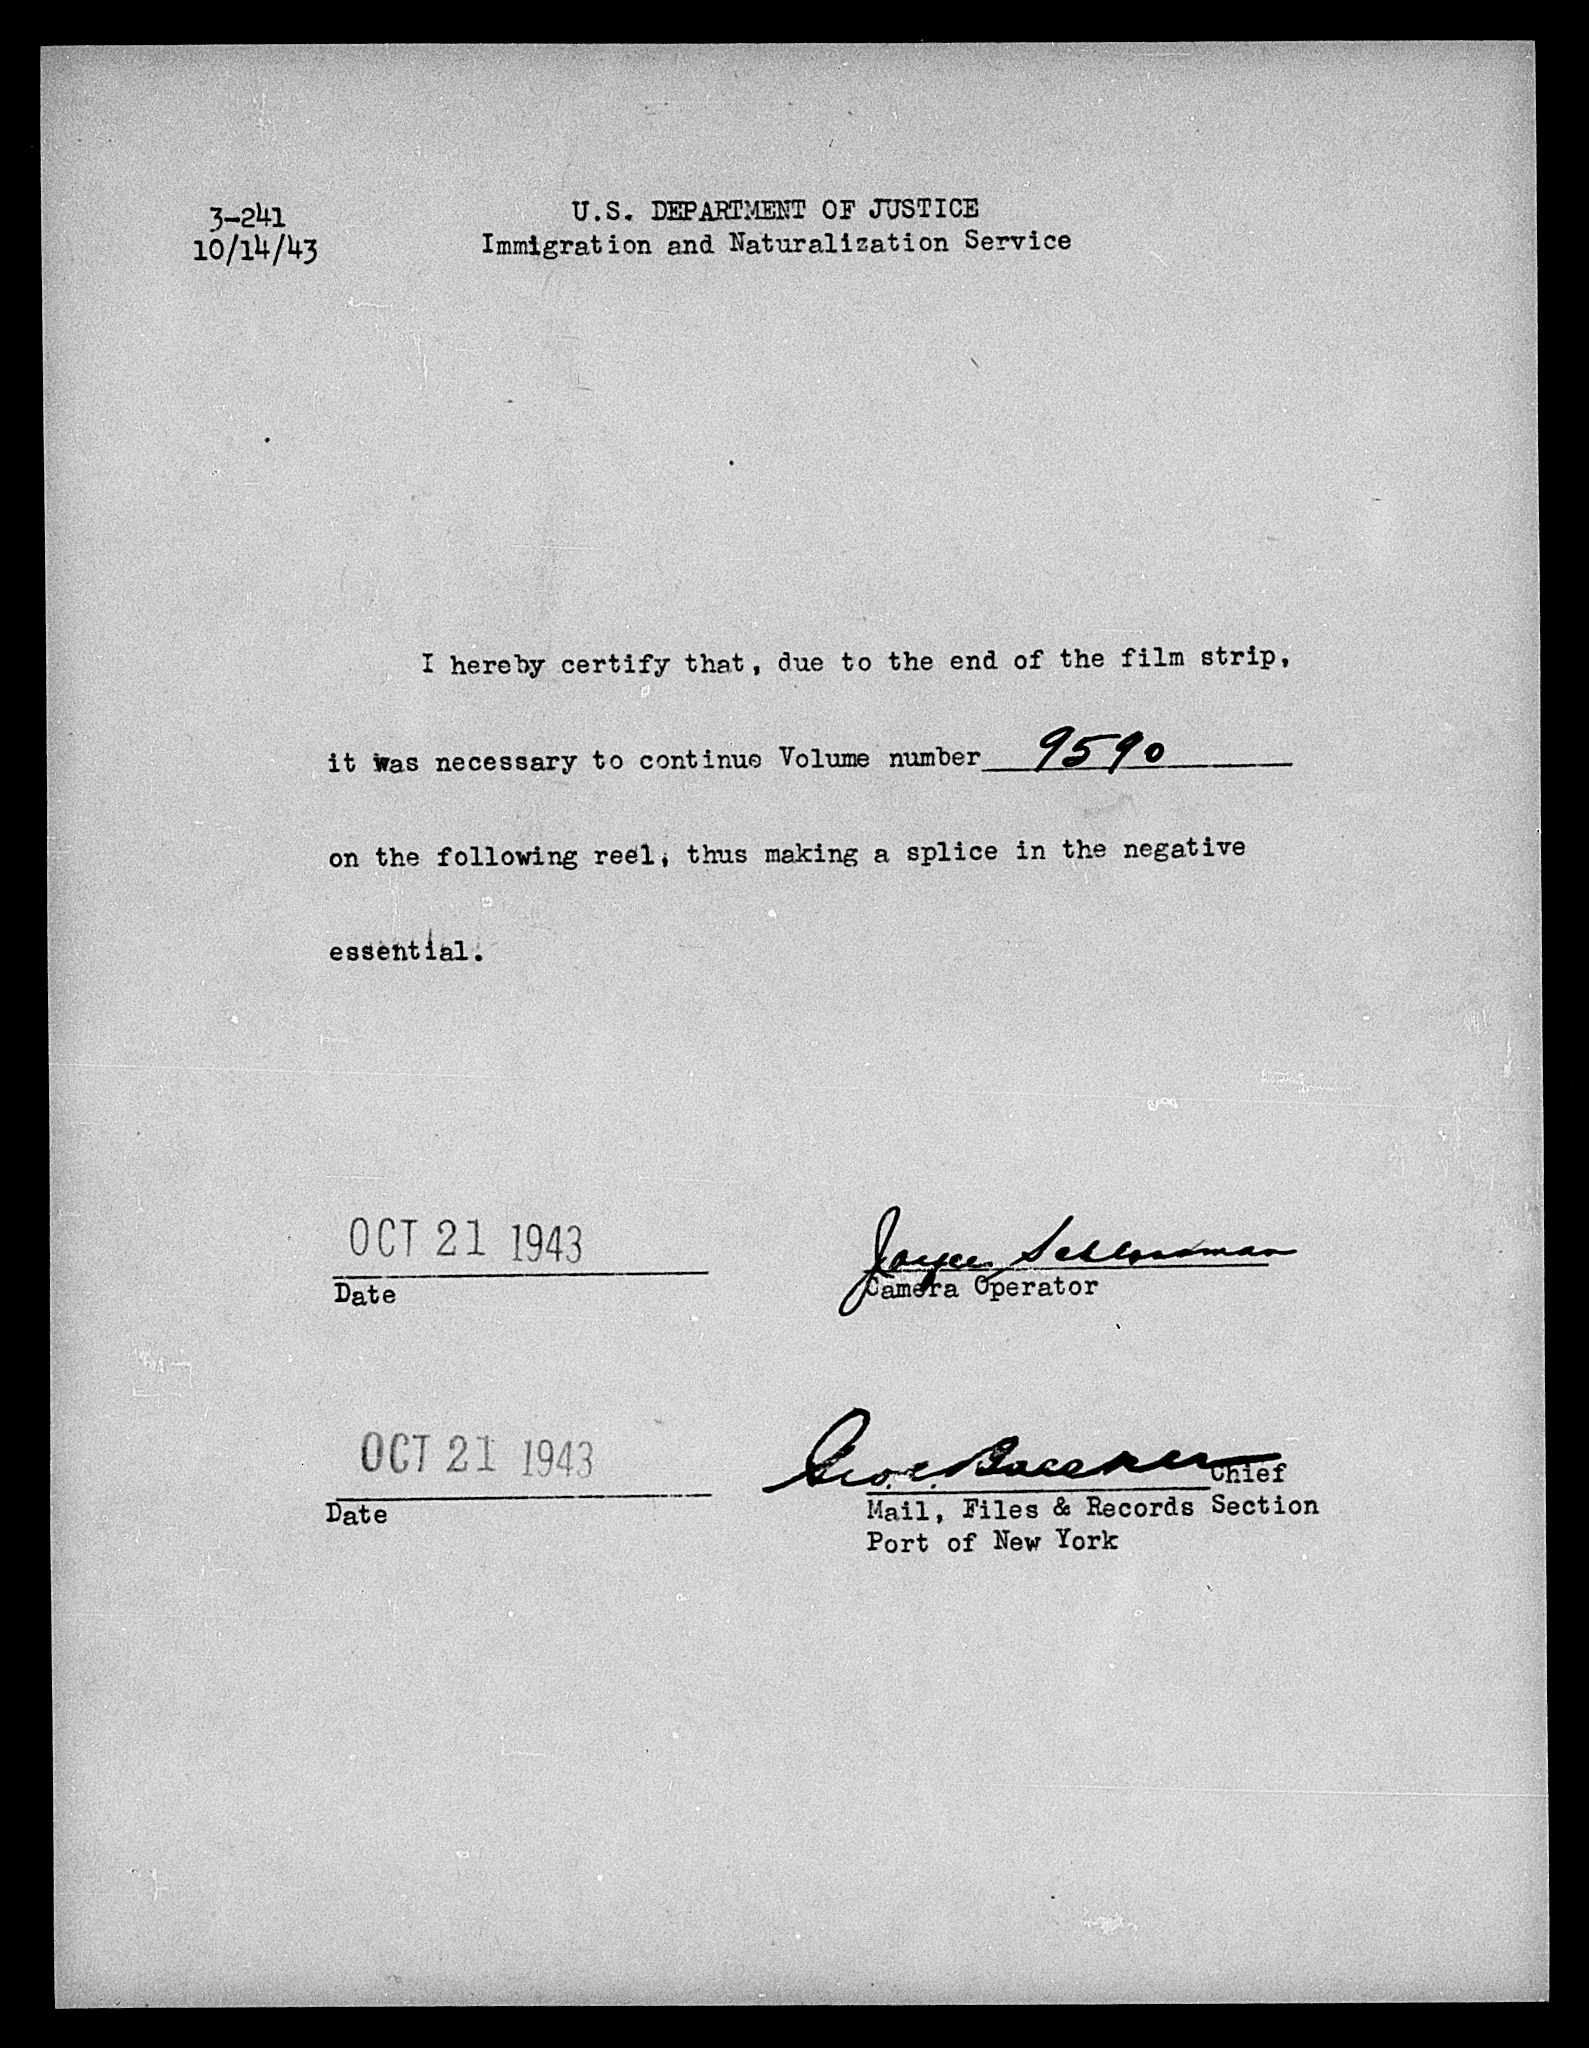 3-241
10/14/43
U.S. DEPARTMENT OF JUSTICE
Immigration and Naturalization Service
I hereby certify that, due to the end of the film strip,
it was necessary to continue Volume number 9590
on the following reel, thus making a splice in the negative
essential.
OCT 21 1943
Joyce Schlossman
Date
Camera Operator
OCT 21 1943
Geo. Chief
Date
Mail, Files & Records Section
Port of New York